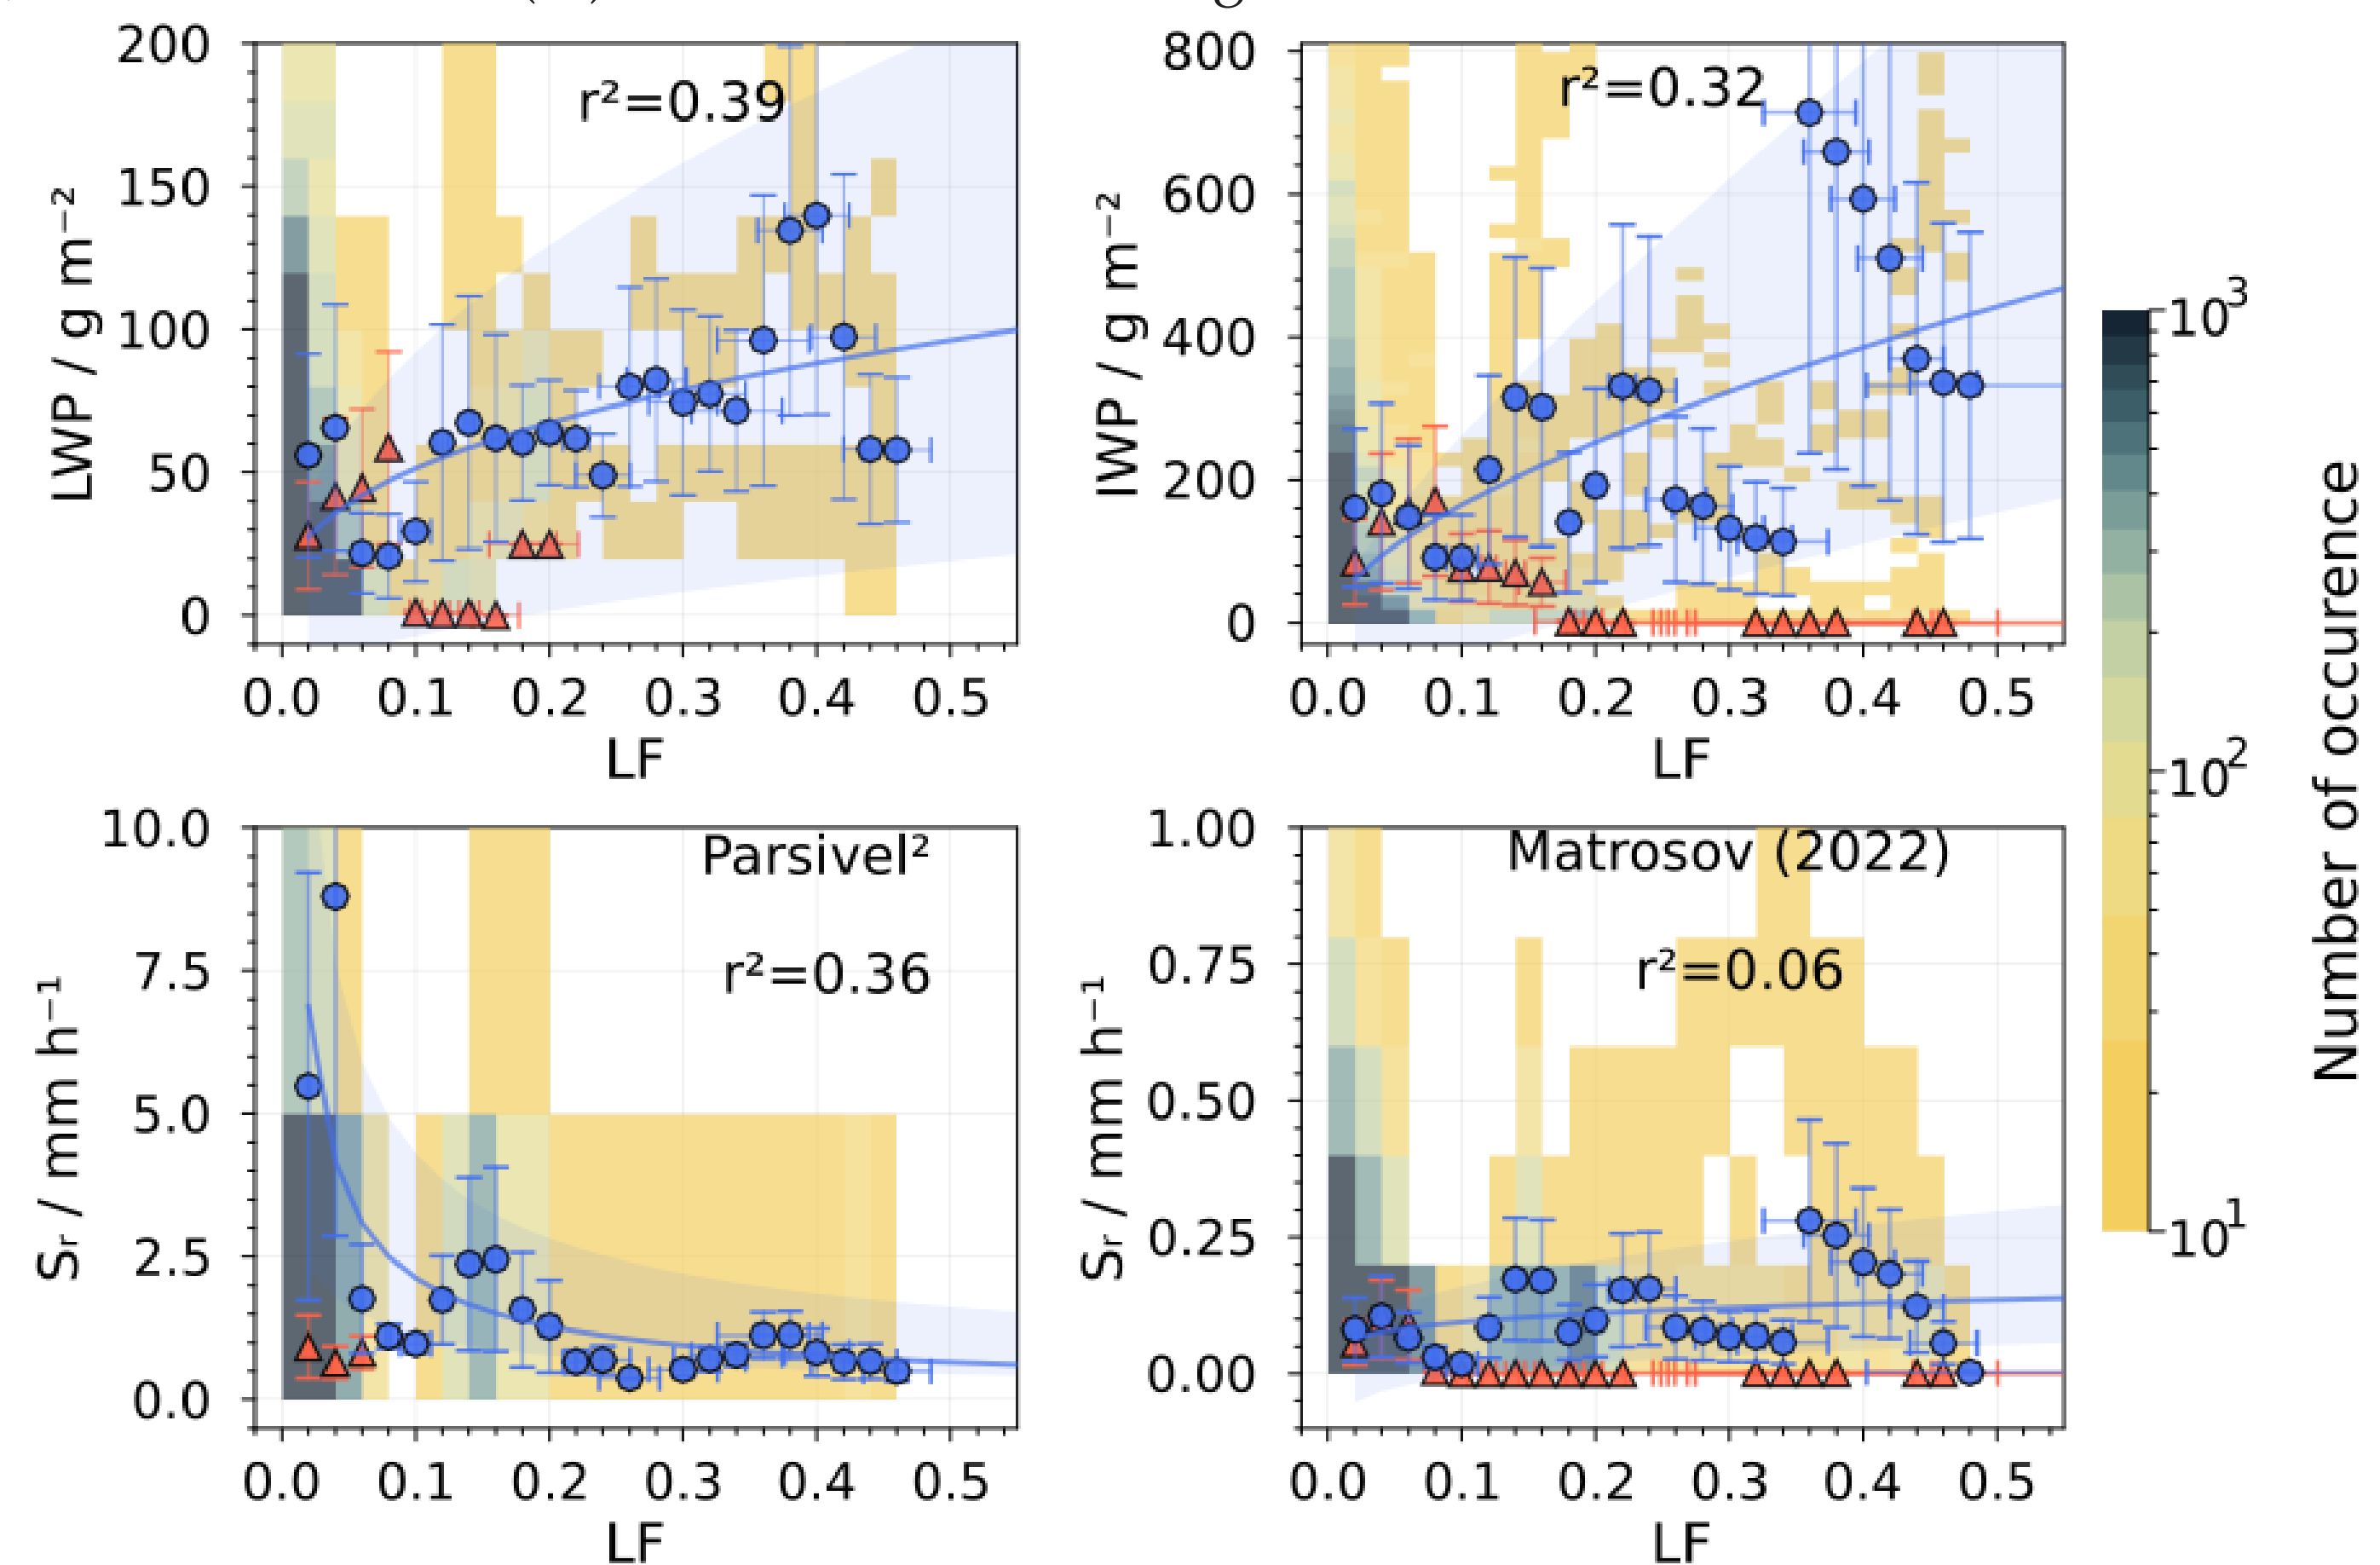 200
150
100
50
0
LWP / g m⁻²
r²=0.39
0.0 0.1 0.2 0.3 0.4 0.5
LF
800
600
400
200
0
IWP / g m⁻²
r²=0.32
0.0 0.1 0.2 0.3 0.4 0.5
LF
10.0
7.5
5.0
2.5
0.0
Sᵣ / mm h⁻¹
Parsivel²
r²=0.36
0.0 0.1 0.2 0.3 0.4 0.5
LF
1.00
0.75
0.50
0.25
0.00
Sᵣ / mm h⁻¹
Matrosov (2022)
r²=0.06
0.0 0.1 0.2 0.3 0.4 0.5
LF
10³
10²
10¹
Number of occurence